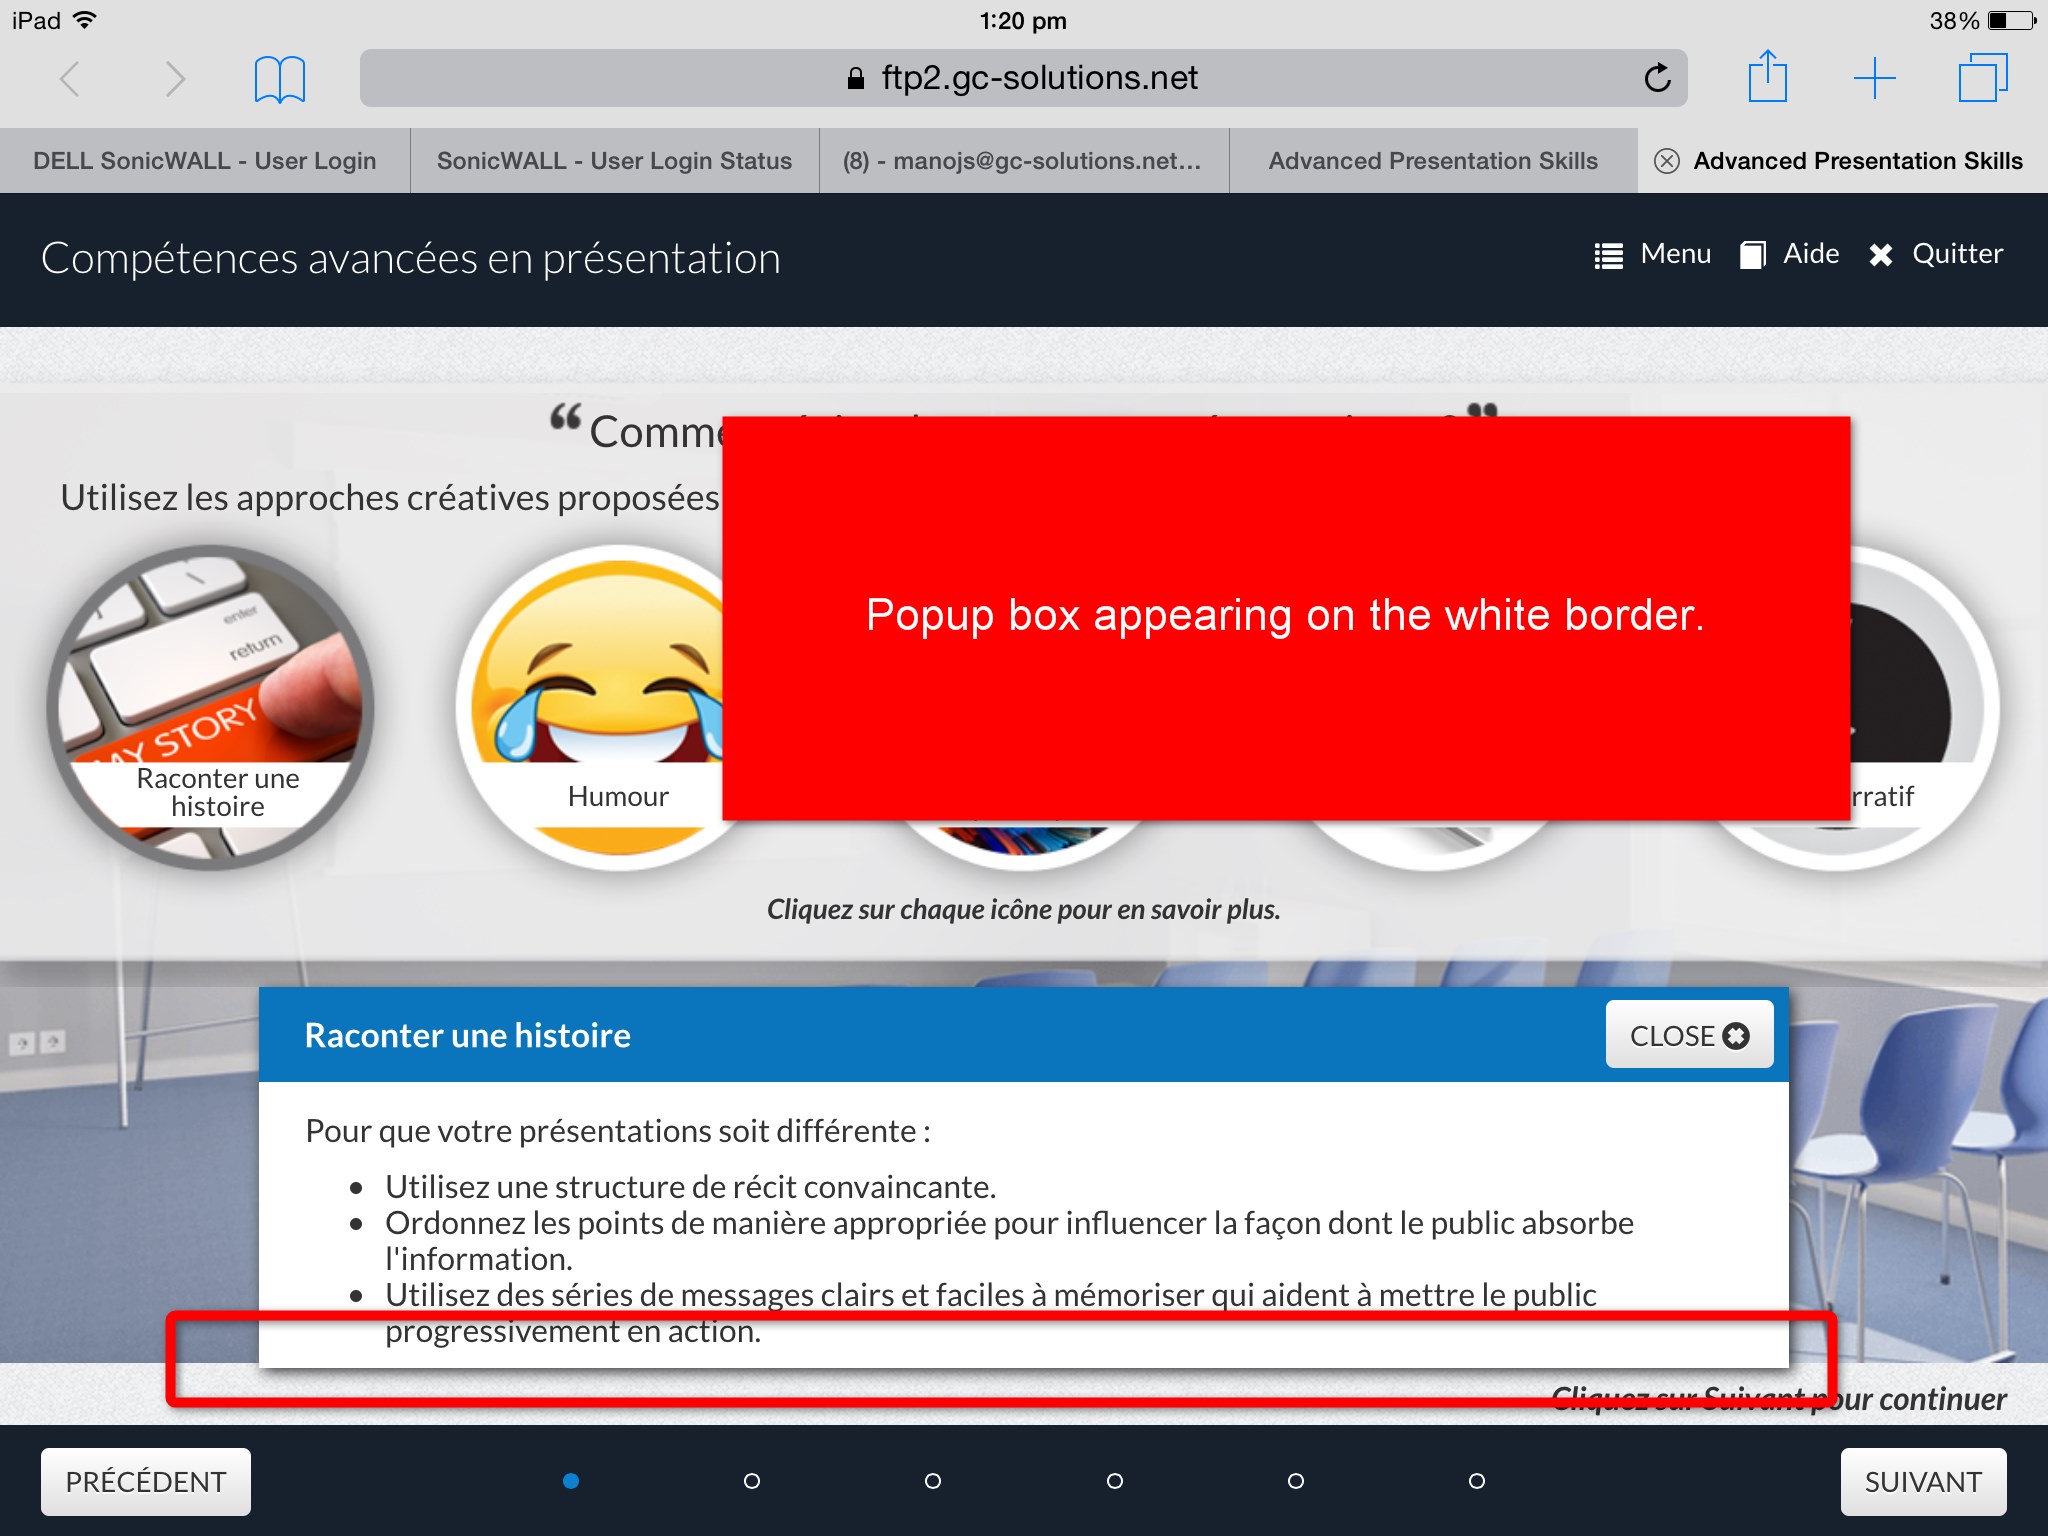 iPad
1:20 pm
38%
ftp2.gc-solutions.net
DELL SonicWALL - User Login
SonicWALL - User Login Status
(8) - manojs@gc-solutions.net...
Advanced Presentation Skills
Advanced Presentation Skills
Compétences avancées en présentation
Menu
Aide
Quitter
“ Comme ”
Utilisez les approches créatives proposées
Popup box appearing on the white border.
enter
return
MY STORY
Raconter une
histoire
Humour
rratif
Cliquez sur chaque icône pour en savoir plus.
Raconter une histoire
CLOSE
Pour que votre présentations soit différente :
• Utilisez une structure de récit convaincante.
• Ordonnez les points de manière appropriée pour influencer la façon dont le public absorbe
l'information.
• Utilisez des séries de messages clairs et faciles à mémoriser qui aident à mettre le public
progressivement en action.
Cliquez sur Suivant pour continuer
PRÉCÉDENT
SUIVANT